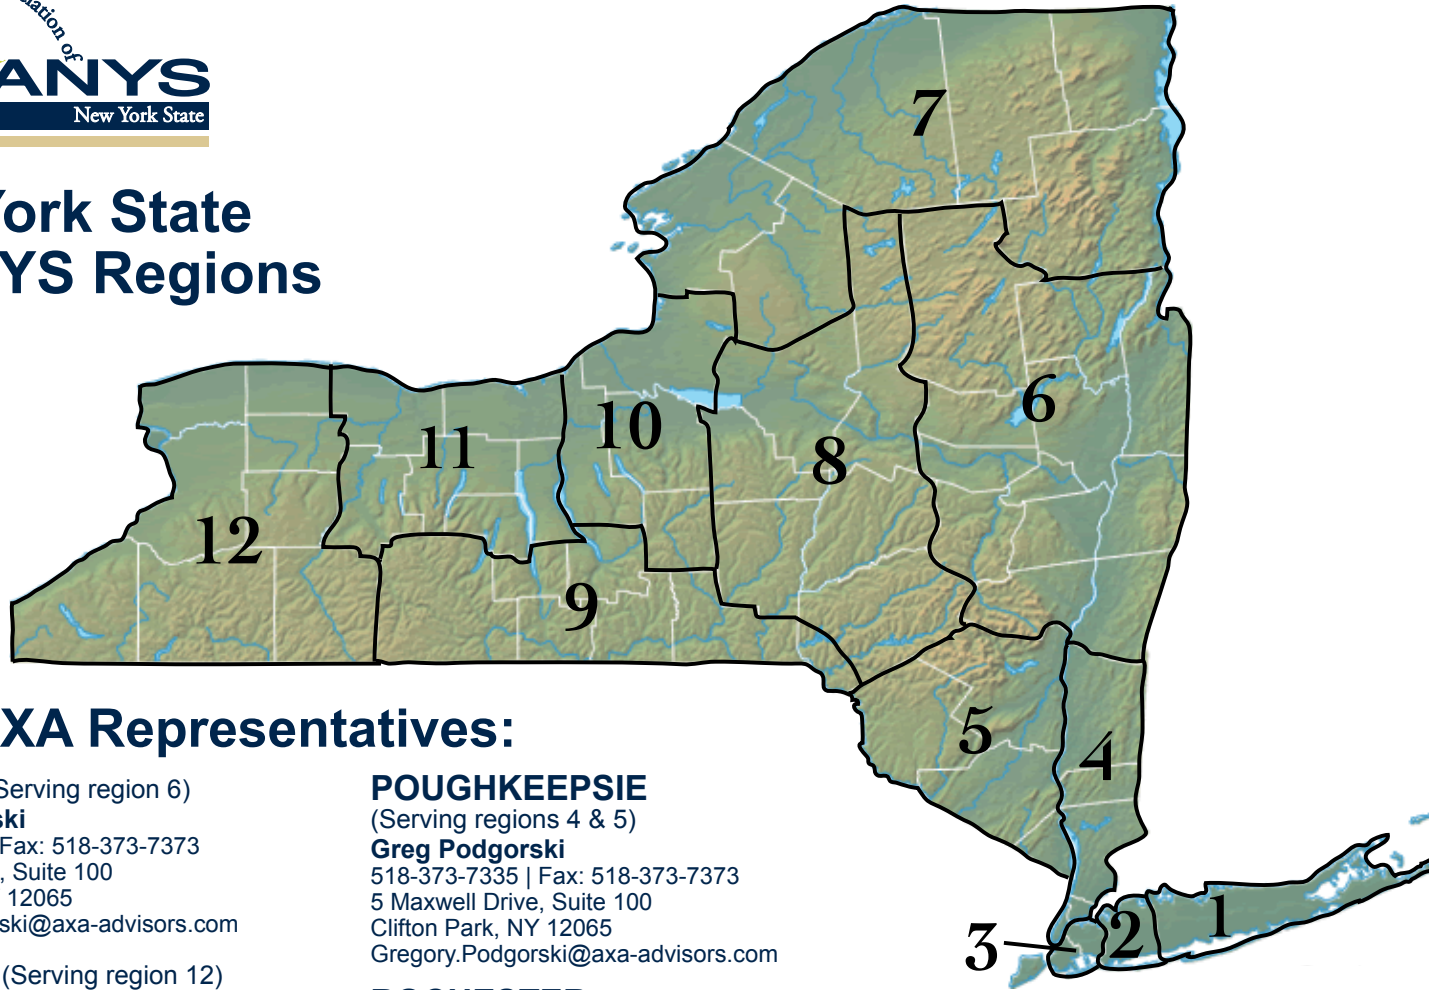 ation of
ANYS
New York State
York State
YS Regions
7
6
10
11
8
12
9
5
4
3
2
1
XA Representatives:
Serving region 6)
ski
Fax: 518-373-7373
, Suite 100
12065
ski@axa-advisors.com
(Serving region 12)
POUGHKEEPSIE
(Serving regions 4 & 5)
Greg Podgorski
518-373-7335 | Fax: 518-373-7373
5 Maxwell Drive, Suite 100
Clifton Park, NY 12065
Gregory.Podgorski@axa-advisors.com